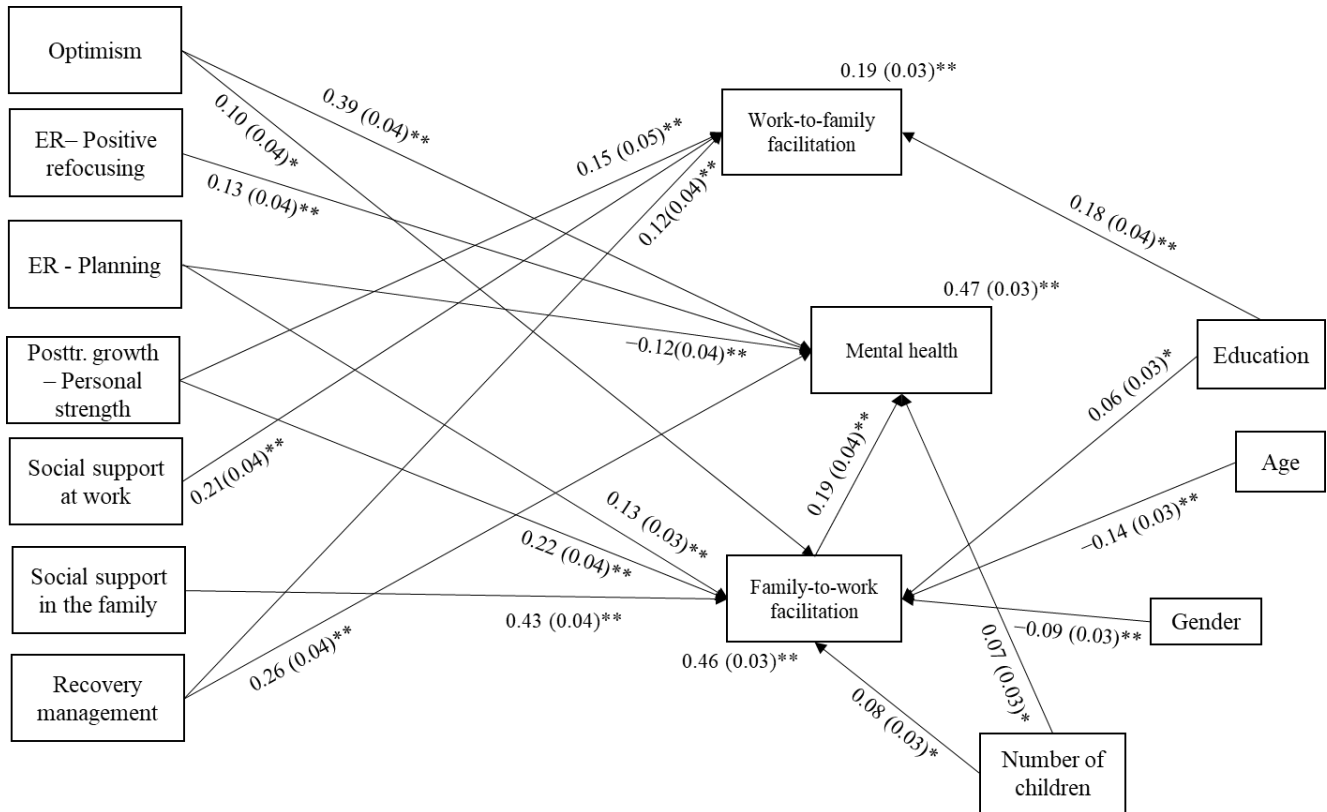 Optimism
ER– Positive
refocusing
ER - Planning
Posttr. growth
– Personal
strength
Social support
at work
Social support
in the family
Recovery
management
0.39 (0.04)**
0.10 (0.04)*
0.13 (0.04)**
0.15 (0.05)**
0.12(0.04)**
−0.12(0.04)**
0.21(0.04)**
0.13 (0.03)**
0.22 (0.04)**
0.43 (0.04)**
0.26 (0.04)**
0.19 (0.03)**
Work-to-family
facilitation
0.47 (0.03)**
Mental health
0.19 (0.04)**
Family-to-work
facilitation
0.46 (0.03)**
0.18 (0.04)**
Education
0.06 (0.03)*
Age
−0.14 (0.03)**
Gender
−0.09 (0.03)**
0.07 (0.03)*
0.08 (0.03)*
Number of
children